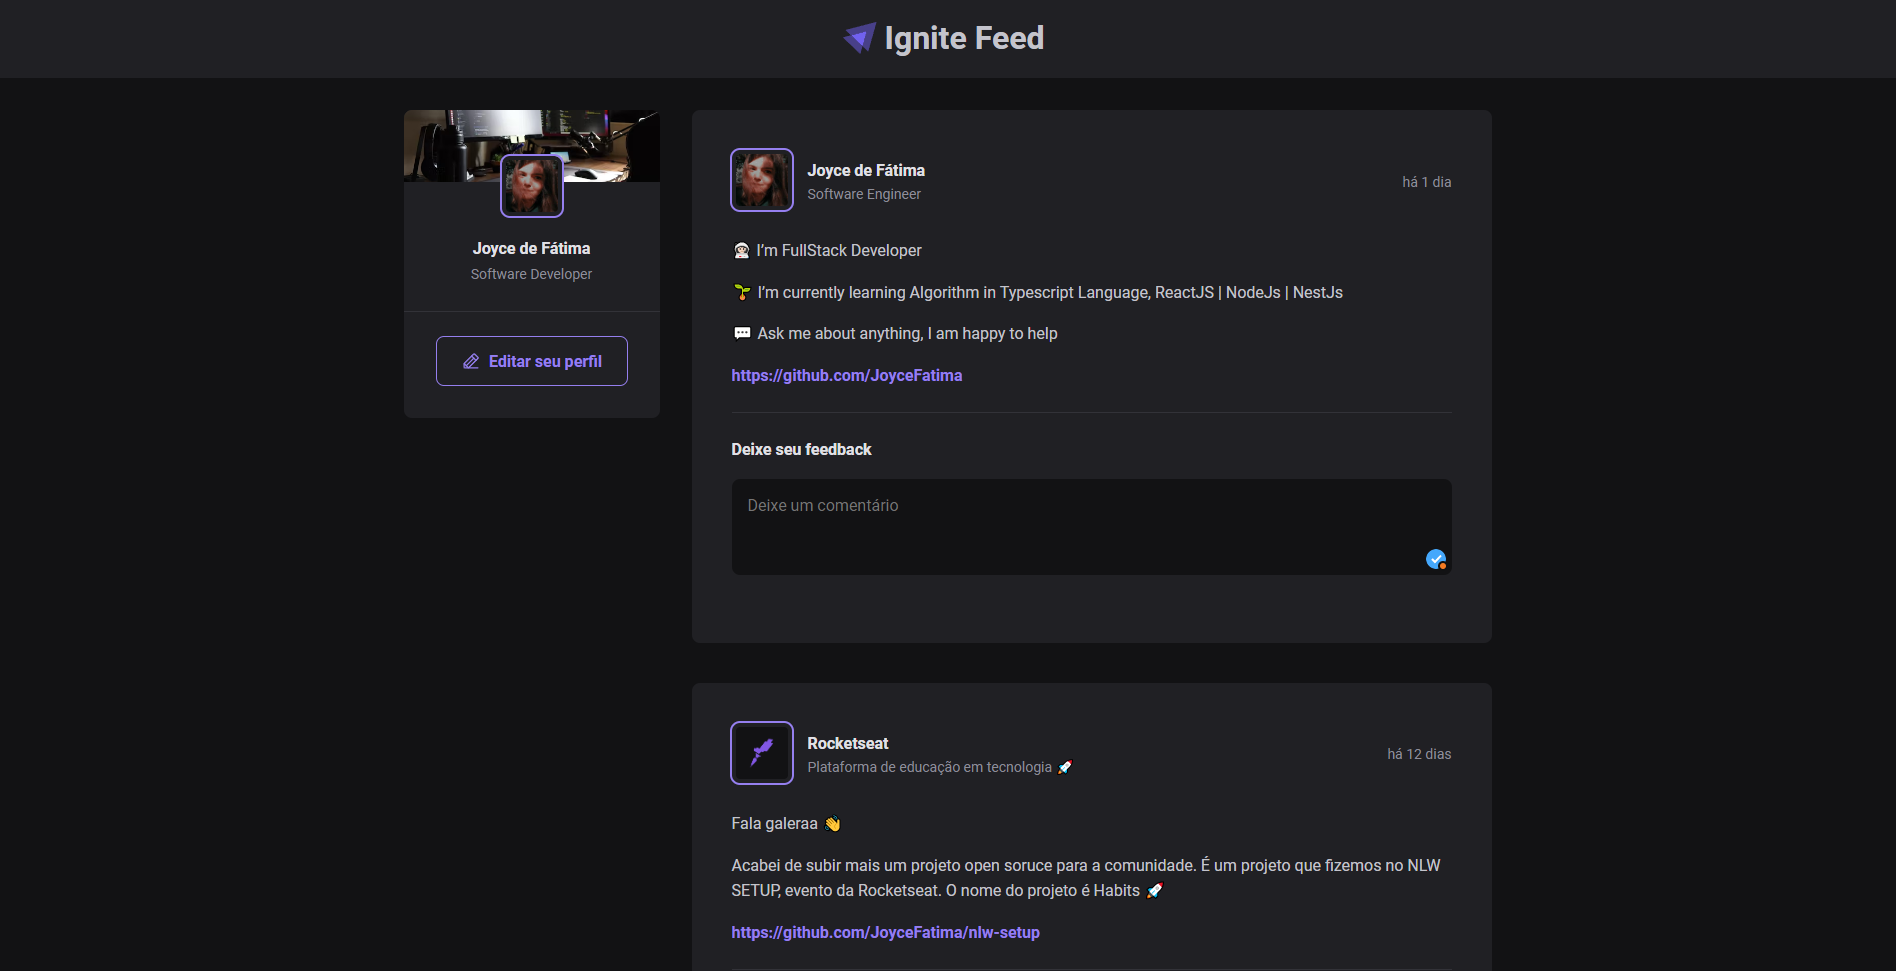 Ignite Feed
Joyce de Fátima
Software Developer
Editar seu perfil
Joyce de Fátima
Software Engineer
há 1 dia
I’m FullStack Developer
I’m currently learning Algorithm in Typescript Language, ReactJS | NodeJs | NestJs
Ask me about anything, I am happy to help
https://github.com/JoyceFatima
Deixe seu feedback
Deixe um comentário
Rocketseat
Plataforma de educação em tecnologia 🚀
há 12 dias
Fala galeraa 👋
Acabei de subir mais um projeto open soruce para a comunidade. É um projeto que fizemos no NLW
SETUP, evento da Rocketseat. O nome do projeto é Habits 🚀
https://github.com/JoyceFatima/nlw-setup